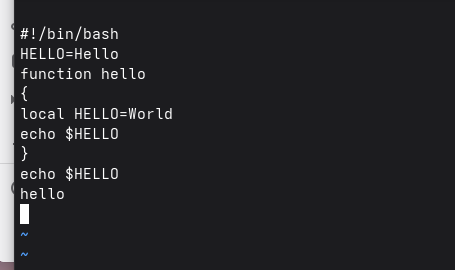 #!/bin/bash
HELLO=Hello
function hello
{
local HELLO=World
echo $HELLO
}
echo $HELLO
hello
~
~